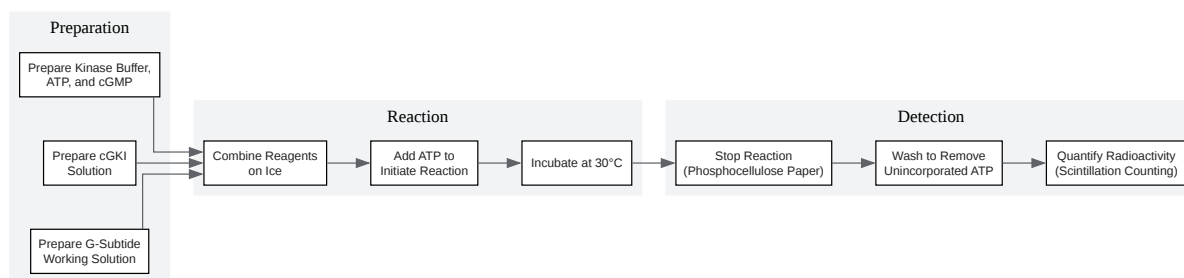 Preparation
Prepare Kinase Buffer,
ATP, and cGMP
Prepare cGKI
Solution
Prepare G-Subtide
Working Solution
Reaction
Combine Reagents
on Ice
Add ATP to
Initiate Reaction
Incubate at 30°C
Detection
Stop Reaction
(Phosphocellulose Paper)
Wash to Remove
Unincorporated ATP
Quantify Radioactivity
(Scintillation Counting)